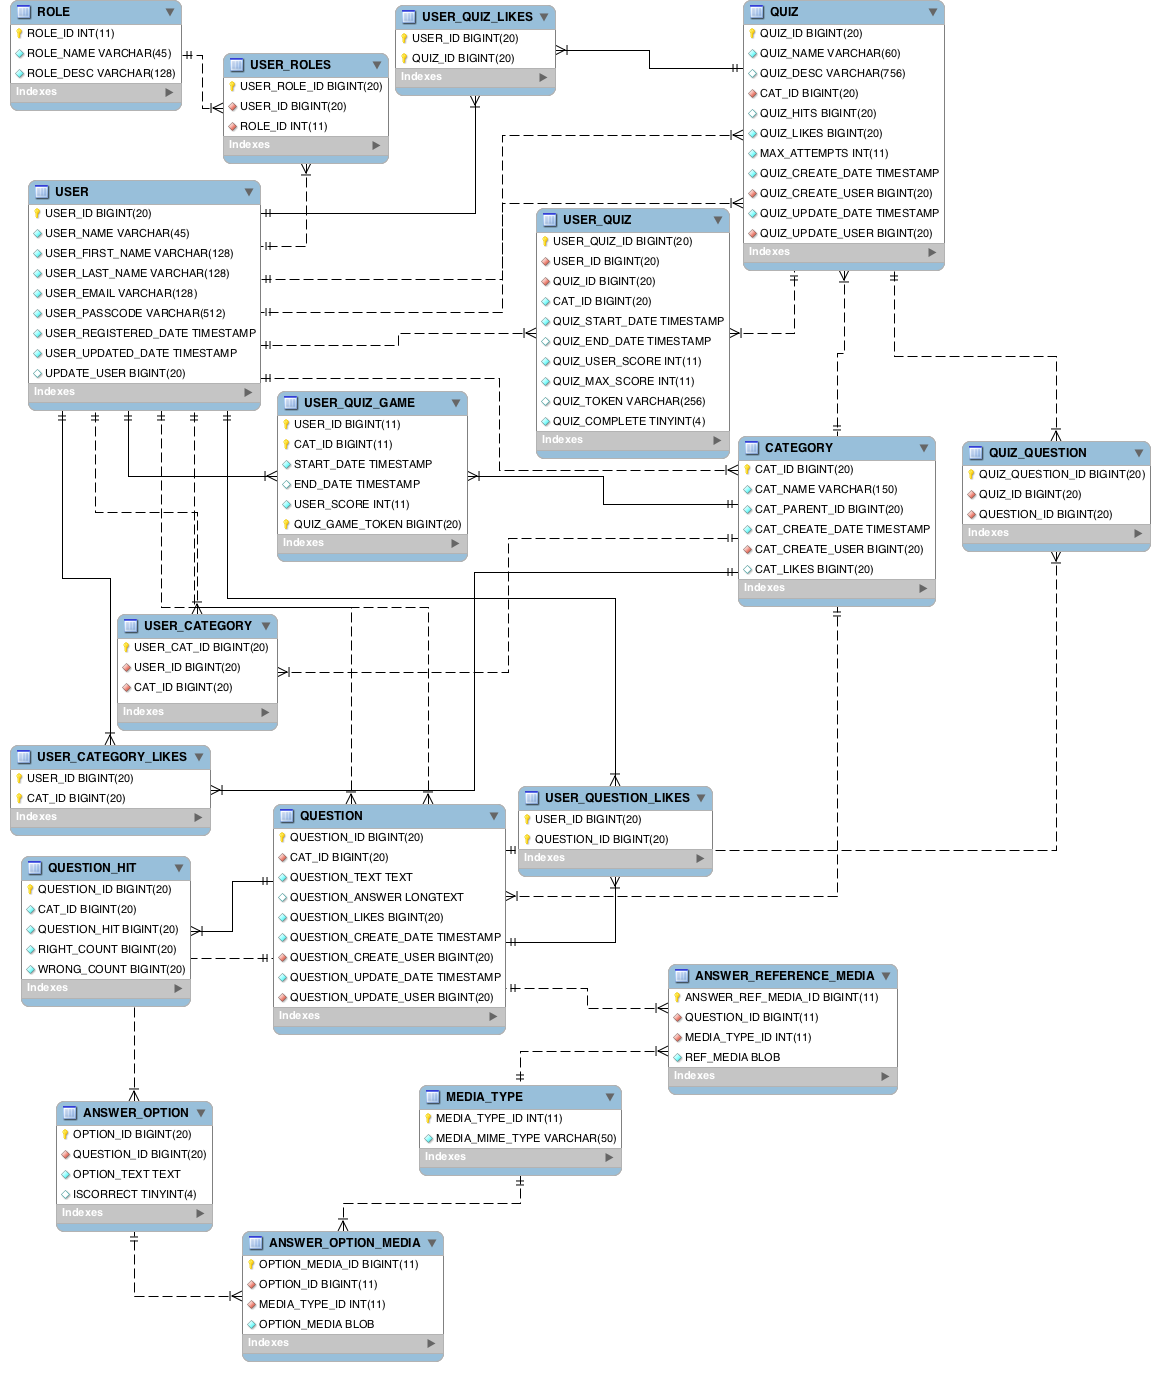 ROLE
ROLE_ID INT(11)
ROLE_NAME VARCHAR(45)
ROLE_DESC VARCHAR(128)
Indexes
USER_ROLES
USER_ROLE_ID BIGINT(20)
USER_ID BIGINT(20)
ROLE_ID INT(11)
Indexes
USER_QUIZ_LIKES
USER_ID BIGINT(20)
QUIZ_ID BIGINT(20)
Indexes
QUIZ
QUIZ_ID BIGINT(20)
QUIZ_NAME VARCHAR(60)
QUIZ_DESC VARCHAR(756)
CAT_ID BIGINT(20)
QUIZ_HITS BIGINT(20)
QUIZ_LIKES BIGINT(20)
MAX_ATTEMPTS INT(11)
QUIZ_CREATE_DATE TIMESTAMP
QUIZ_CREATE_USER BIGINT(20)
QUIZ_UPDATE_DATE TIMESTAMP
QUIZ_UPDATE_USER BIGINT(20)
Indexes
USER
USER_ID BIGINT(20)
USER_NAME VARCHAR(45)
USER_FIRST_NAME VARCHAR(128)
USER_LAST_NAME VARCHAR(128)
USER_EMAIL VARCHAR(128)
USER_PASSCODE VARCHAR(512)
USER_REGISTERED_DATE TIMESTAMP
USER_UPDATED_DATE TIMESTAMP
UPDATE_USER BIGINT(20)
Indexes
USER_QUIZ
USER_QUIZ_ID BIGINT(20)
USER_ID BIGINT(20)
QUIZ_ID BIGINT(20)
CAT_ID BIGINT(20)
QUIZ_START_DATE TIMESTAMP
QUIZ_END_DATE TIMESTAMP
QUIZ_USER_SCORE INT(11)
QUIZ_MAX_SCORE INT(11)
QUIZ_TOKEN VARCHAR(256)
QUIZ_COMPLETE TINYINT(4)
Indexes
USER_QUIZ_GAME
USER_ID BIGINT(11)
CAT_ID BIGINT(11)
START_DATE TIMESTAMP
END_DATE TIMESTAMP
USER_SCORE INT(11)
QUIZ_GAME_TOKEN BIGINT(20)
Indexes
CATEGORY
CAT_ID BIGINT(20)
CAT_NAME VARCHAR(150)
CAT_PARENT_ID BIGINT(20)
CAT_CREATE_DATE TIMESTAMP
CAT_CREATE_USER BIGINT(20)
CAT_LIKES BIGINT(20)
Indexes
QUIZ_QUESTION
QUIZ_QUESTION_ID BIGINT(20)
QUIZ_ID BIGINT(20)
QUESTION_ID BIGINT(20)
Indexes
USER_CATEGORY
USER_CAT_ID BIGINT(20)
USER_ID BIGINT(20)
CAT_ID BIGINT(20)
Indexes
USER_CATEGORY_LIKES
USER_ID BIGINT(20)
CAT_ID BIGINT(20)
Indexes
QUESTION
QUESTION_ID BIGINT(20)
CAT_ID BIGINT(20)
QUESTION_TEXT TEXT
QUESTION_ANSWER LONGTEXT
QUESTION_LIKES BIGINT(20)
QUESTION_CREATE_DATE TIMESTAMP
QUESTION_CREATE_USER BIGINT(20)
QUESTION_UPDATE_DATE TIMESTAMP
QUESTION_UPDATE_USER BIGINT(20)
Indexes
USER_QUESTION_LIKES
USER_ID BIGINT(20)
QUESTION_ID BIGINT(20)
Indexes
QUESTION_HIT
QUESTION_ID BIGINT(20)
CAT_ID BIGINT(20)
QUESTION_HIT BIGINT(20)
RIGHT_COUNT BIGINT(20)
WRONG_COUNT BIGINT(20)
Indexes
ANSWER_REFERENCE_MEDIA
ANSWER_REF_MEDIA_ID BIGINT(11)
QUESTION_ID BIGINT(11)
MEDIA_TYPE_ID INT(11)
REF_MEDIA BLOB
Indexes
MEDIA_TYPE
MEDIA_TYPE_ID INT(11)
MEDIA_MIME_TYPE VARCHAR(50)
Indexes
ANSWER_OPTION
OPTION_ID BIGINT(20)
QUESTION_ID BIGINT(20)
OPTION_TEXT TEXT
ISCORRECT TINYINT(4)
Indexes
ANSWER_OPTION_MEDIA
OPTION_MEDIA_ID BIGINT(11)
OPTION_ID BIGINT(11)
MEDIA_TYPE_ID INT(11)
OPTION_MEDIA BLOB
Indexes